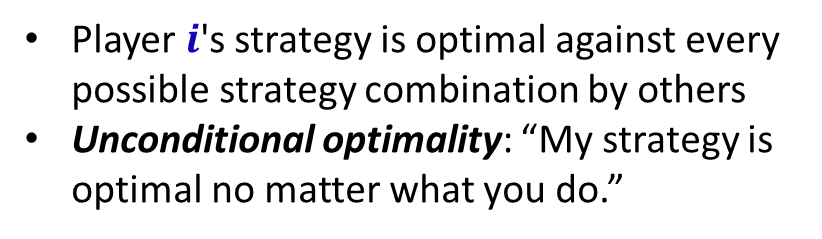 • Player i's strategy is optimal against every
possible strategy combination by others
• Unconditional optimality: “My strategy is
optimal no matter what you do.”